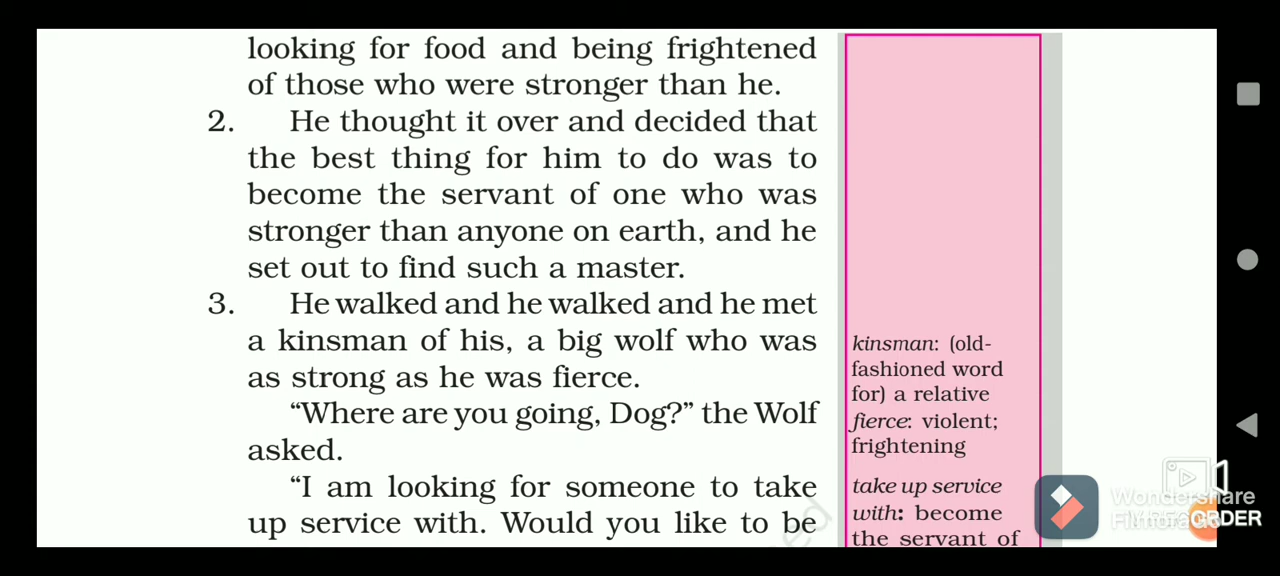 looking for food and being frightened
of those who were stronger than he.
2. He thought it over and decided that
the best thing for him to do was to
become the servant of one who was
stronger than anyone on earth, and he
set out to find such a master.
3. He walked and he walked and he met
a kinsman of his, a big wolf who was
as strong as he was fierce.
“Where are you going, Dog?” the Wolf
asked.
“I am looking for someone to take
up service with. Would you like to be
kinsman: (old-
fashioned word
for) a relative
fierce: violent;
frightening
take up service
with: become
the servant of
1
Wondershare
RECORDER